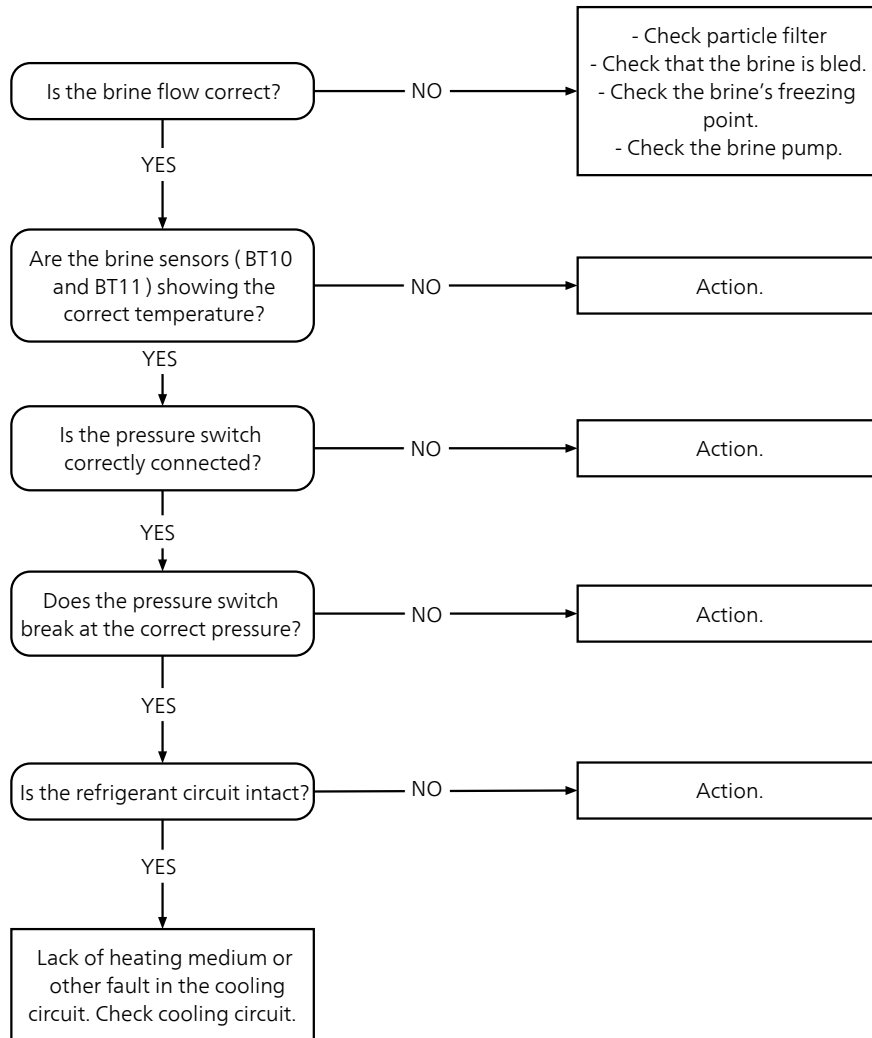 Is the brine flow correct?
NO
- Check particle filter
- Check that the brine is bled.
- Check the brine's freezing
point.
- Check the brine pump.
YES
Are the brine sensors ( BT10
and BT11 ) showing the
correct temperature?
NO
Action.
YES
Is the pressure switch
correctly connected?
NO
Action.
YES
Does the pressure switch
break at the correct pressure?
NO
Action.
YES
Is the refrigerant circuit intact?
NO
Action.
YES
Lack of heating medium or
other fault in the cooling
circuit. Check cooling circuit.